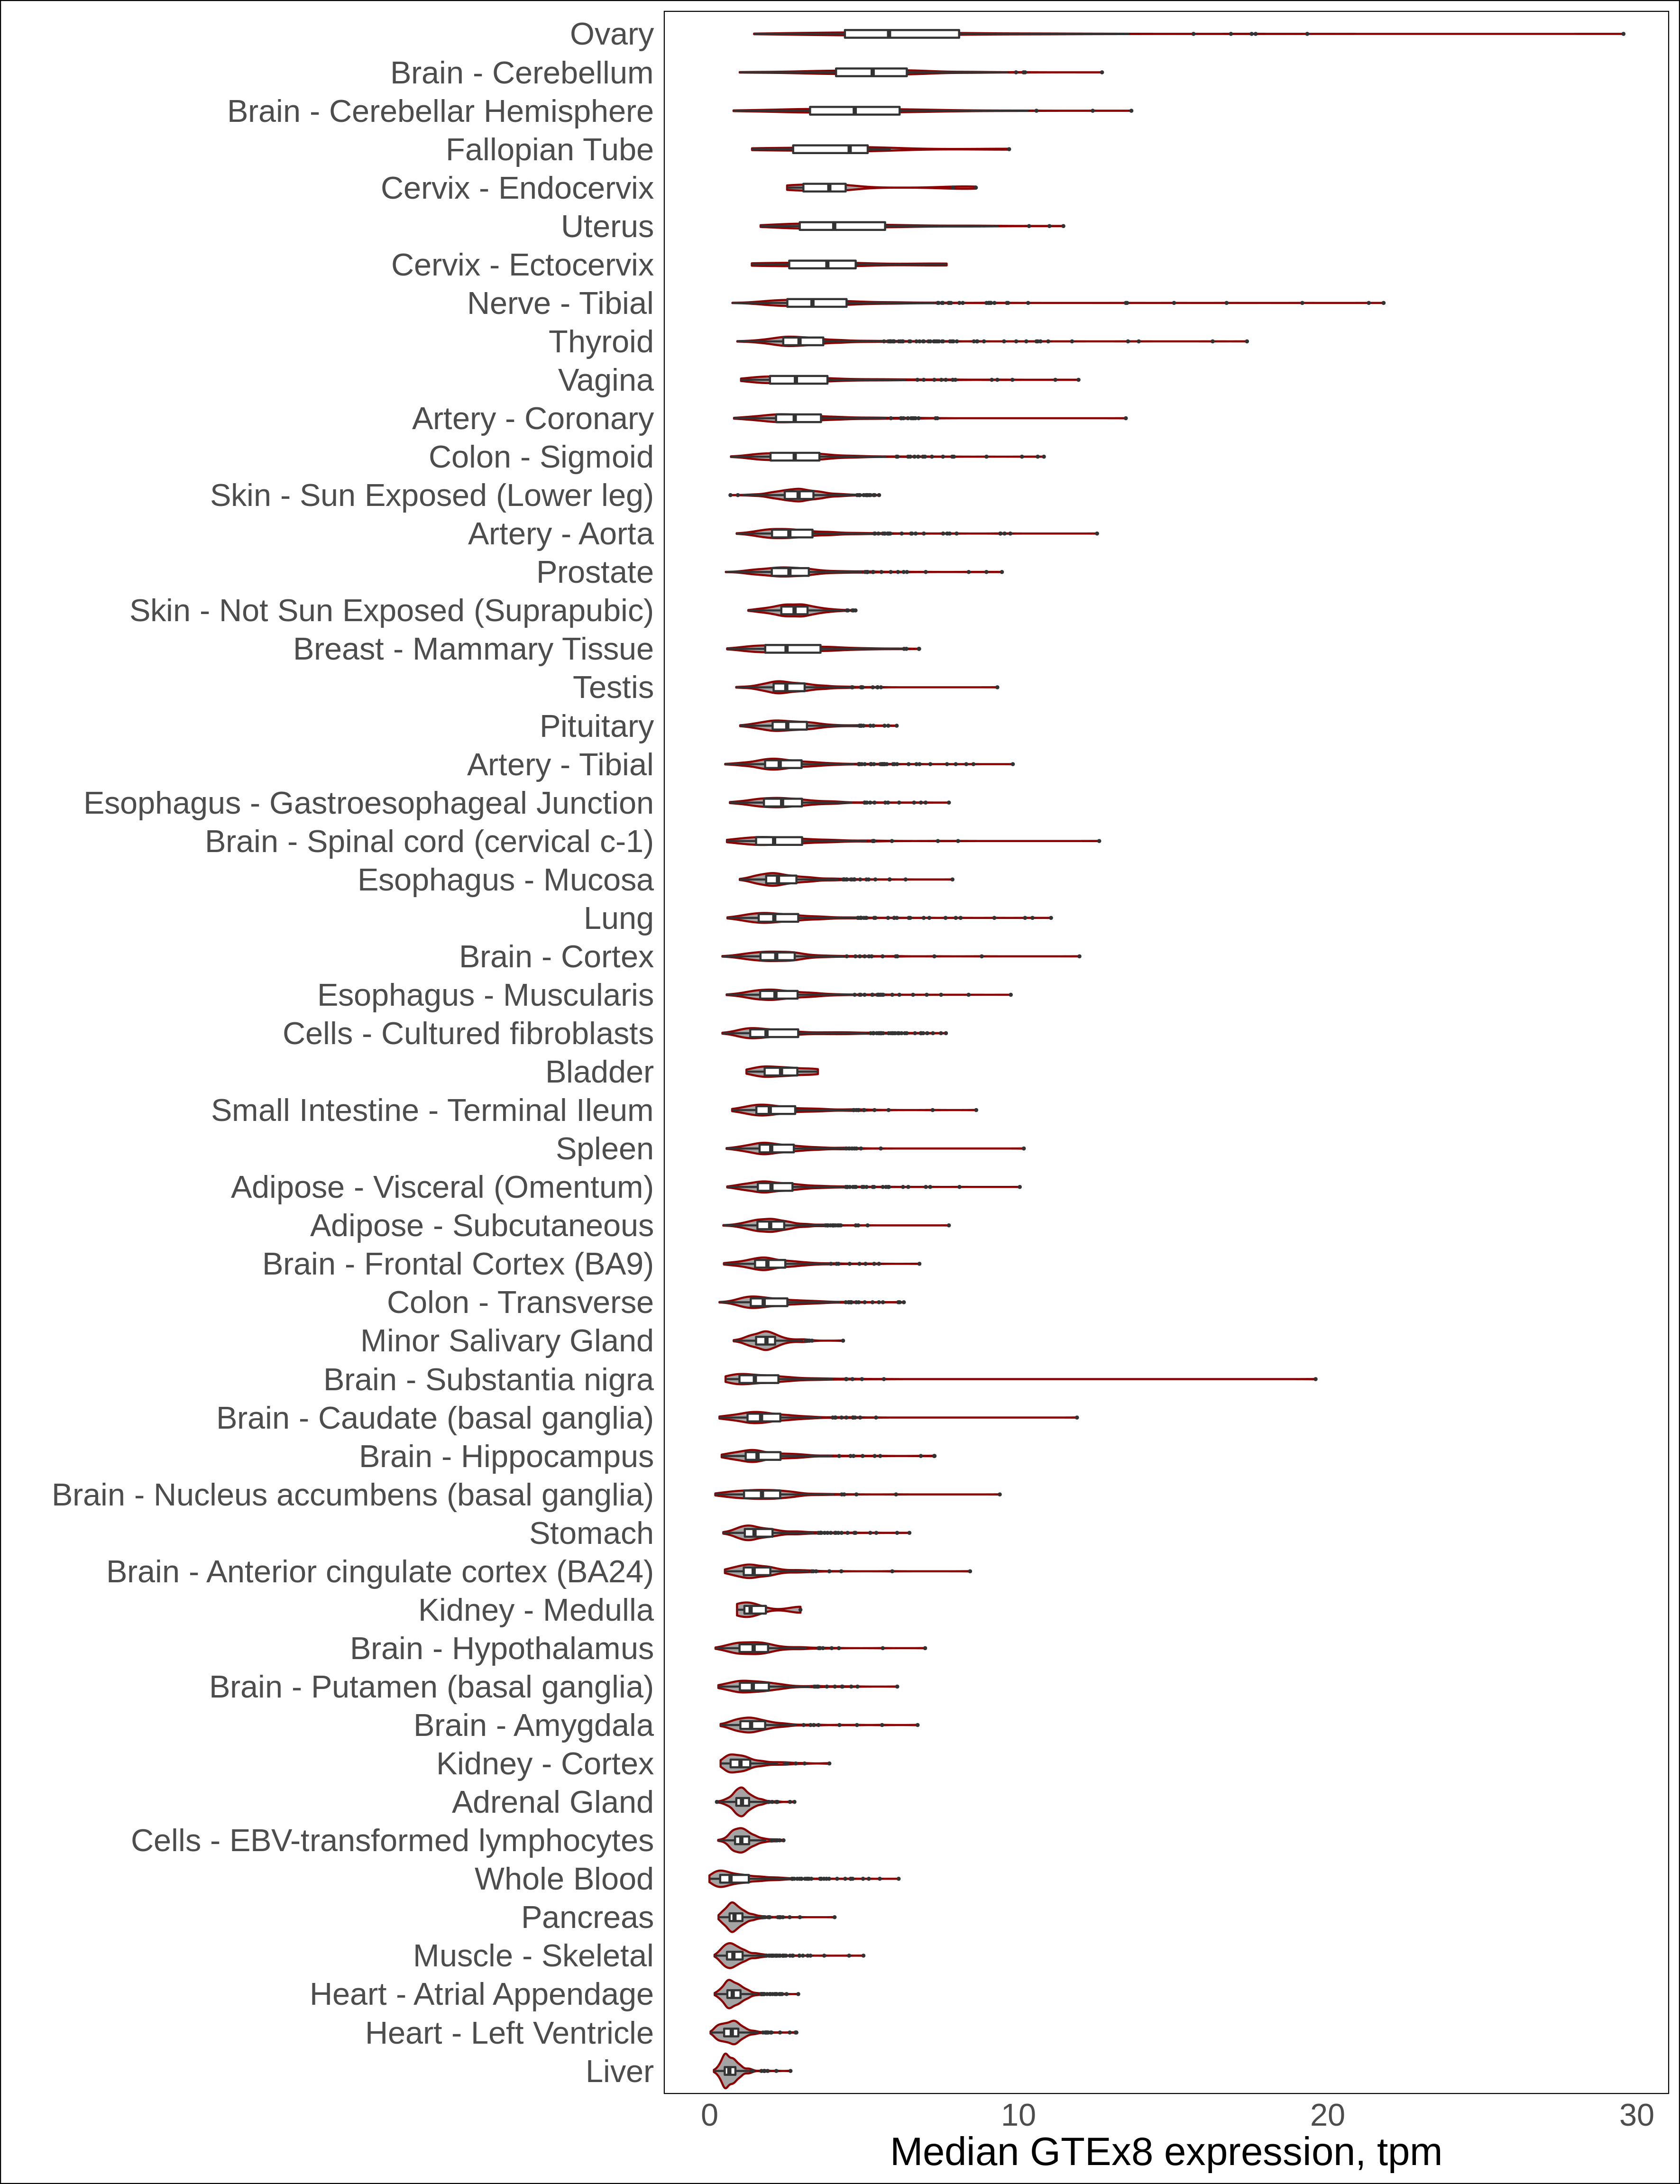 Ovary
Brain - Cerebellum
Brain - Cerebellar Hemisphere
Fallopian Tube
Cervix - Endocervix
Uterus
Cervix - Ectocervix
Nerve - Tibial
Thyroid
Vagina
Artery - Coronary
Colon - Sigmoid
Skin - Sun Exposed (Lower leg)
Artery - Aorta
Prostate
Skin - Not Sun Exposed (Suprapubic)
Breast - Mammary Tissue
Testis
Pituitary
Artery - Tibial
Esophagus - Gastroesophageal Junction
Brain - Spinal cord (cervical c-1)
Esophagus - Mucosa
Lung
Brain - Cortex
Esophagus - Muscularis
Cells - Cultured fibroblasts
Bladder
Small Intestine - Terminal Ileum
Spleen
Adipose - Visceral (Omentum)
Adipose - Subcutaneous
Brain - Frontal Cortex (BA9)
Colon - Transverse
Minor Salivary Gland
Brain - Substantia nigra
Brain - Caudate (basal ganglia)
Brain - Hippocampus
Brain - Nucleus accumbens (basal ganglia)
Stomach
Brain - Anterior cingulate cortex (BA24)
Kidney - Medulla
Brain - Hypothalamus
Brain - Putamen (basal ganglia)
Brain - Amygdala
Kidney - Cortex
Adrenal Gland
Cells - EBV-transformed lymphocytes
Whole Blood
Pancreas
Muscle - Skeletal
Heart - Atrial Appendage
Heart - Left Ventricle
Liver
0 10 20 30
Median GTEx8 expression, tpm